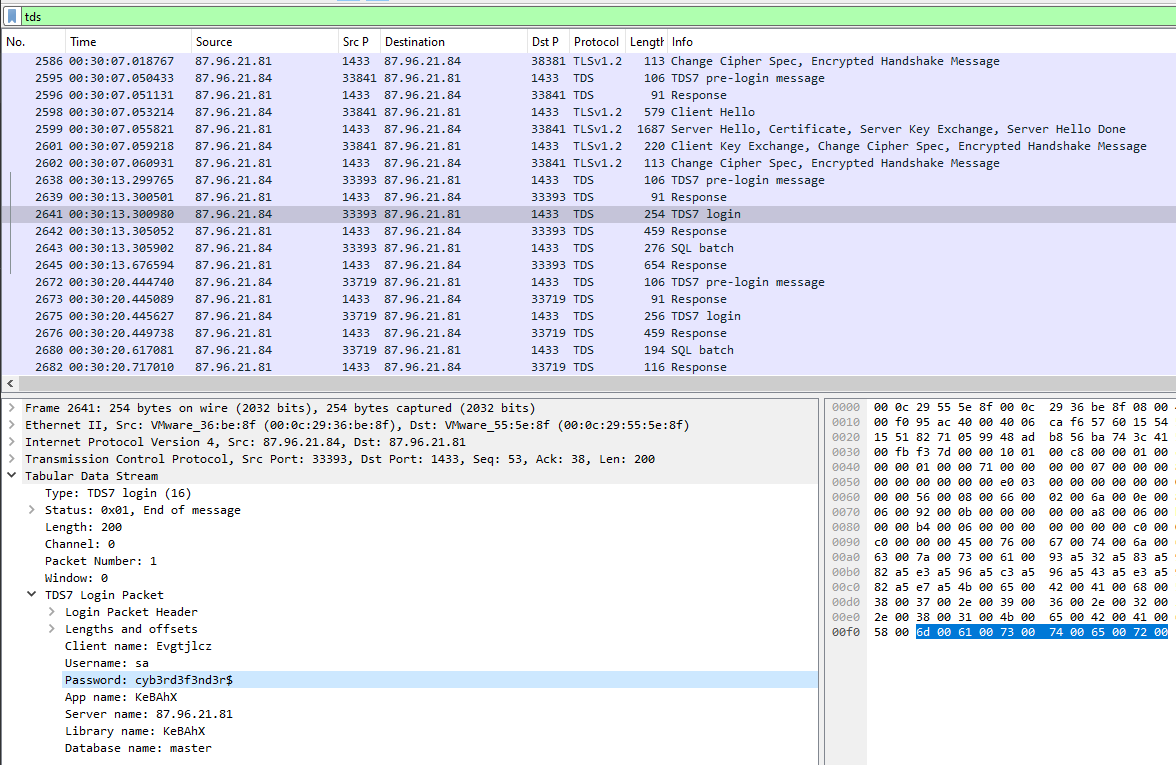 tds
No. Time Source Src P Destination Dst P Protocol Length Info
2586 00:30:07.018767 87.96.21.81 1433 87.96.21.84 38381 TLSv1.2 113 Change Cipher Spec, Encrypted Handshake Message
2595 00:30:07.050433 87.96.21.84 33841 87.96.21.81 1433 TDS 106 TDS7 pre-login message
2596 00:30:07.051131 87.96.21.81 1433 87.96.21.84 33841 TDS 91 Response
2598 00:30:07.053214 87.96.21.84 33841 87.96.21.81 1433 TLSv1.2 579 Client Hello
2599 00:30:07.055821 87.96.21.81 1433 87.96.21.84 33841 TLSv1.2 1687 Server Hello, Certificate, Server Key Exchange, Server Hello Done
2601 00:30:07.059218 87.96.21.84 33841 87.96.21.81 1433 TLSv1.2 220 Client Key Exchange, Change Cipher Spec, Encrypted Handshake Message
2602 00:30:07.060931 87.96.21.81 1433 87.96.21.84 33841 TLSv1.2 113 Change Cipher Spec, Encrypted Handshake Message
2638 00:30:13.299765 87.96.21.84 33393 87.96.21.81 1433 TDS 106 TDS7 pre-login message
2639 00:30:13.300501 87.96.21.81 1433 87.96.21.84 33393 TDS 91 Response
2641 00:30:13.300980 87.96.21.84 33393 87.96.21.81 1433 TDS 254 TDS7 login
2642 00:30:13.305052 87.96.21.81 1433 87.96.21.84 33393 TDS 459 Response
2643 00:30:13.305902 87.96.21.84 33393 87.96.21.81 1433 TDS 276 SQL batch
2645 00:30:13.676594 87.96.21.81 1433 87.96.21.84 33393 TDS 654 Response
2672 00:30:20.444740 87.96.21.84 33719 87.96.21.81 1433 TDS 106 TDS7 pre-login message
2673 00:30:20.445089 87.96.21.81 1433 87.96.21.84 33719 TDS 91 Response
2675 00:30:20.445627 87.96.21.84 33719 87.96.21.81 1433 TDS 256 TDS7 login
2676 00:30:20.449738 87.96.21.81 1433 87.96.21.84 33719 TDS 459 Response
2680 00:30:20.617081 87.96.21.84 33719 87.96.21.81 1433 TDS 194 SQL batch
2682 00:30:20.717010 87.96.21.81 1433 87.96.21.84 33719 TDS 116 Response
Frame 2641: 254 bytes on wire (2032 bits), 254 bytes captured (2032 bits)
Ethernet II, Src: VMware_36:be:8f (00:0c:29:36:be:8f), Dst: VMware_55:5e:8f (00:0c:29:55:5e:8f)
Internet Protocol Version 4, Src: 87.96.21.84, Dst: 87.96.21.81
Transmission Control Protocol, Src Port: 33393, Dst Port: 1433, Seq: 53, Ack: 38, Len: 200
Tabular Data Stream
Type: TDS7 login (16)
Status: 0x01, End of message
Length: 200
Channel: 0
Packet Number: 1
Window: 0
TDS7 Login Packet
Login Packet Header
Lengths and offsets
Client name: Evgtjlcz
Username: sa
Password: cyb3rd3f3nd3r$
App name: KeBAhX
Server name: 87.96.21.81
Library name: KeBAhX
Database name: master
0000 00 0c 29 55 5e 8f 00 0c 29 36 be 8f 08 00
0010 00 f0 95 ac 40 00 40 06 ca f6 57 60 15 54
0020 15 51 82 71 05 99 48 ad b8 56 ba 74 3c 41
0030 00 fb f3 7d 00 00 10 01 00 c8 00 00 01 00
0040 00 00 01 00 00 71 00 00 00 00 07 00 00 00
0050 00 00 00 00 00 00 e0 03 00 00 00 00 00 00
0060 00 00 56 00 08 00 66 00 02 00 6a 00 0e 00
0070 06 00 92 00 0b 00 00 00 00 00 a8 00 06 00
0080 00 00 b4 00 06 00 00 00 00 00 00 00 c0 00
0090 c0 00 00 00 45 00 76 00 67 00 74 00 6a 00
00a0 63 00 7a 00 73 00 61 00 93 a5 32 a5 83 a5
00b0 82 a5 e3 a5 96 a5 c3 a5 96 a5 43 a5 e3 a5
00c0 82 a5 e7 a5 4b 00 65 00 42 00 41 00 68 00
00d0 38 00 37 00 2e 00 39 00 36 00 2e 00 32 00
00e0 2e 00 38 00 31 00 4b 00 65 00 42 00 41 00
00f0 58 00 6d 00 61 00 73 00 74 00 65 00 72 00